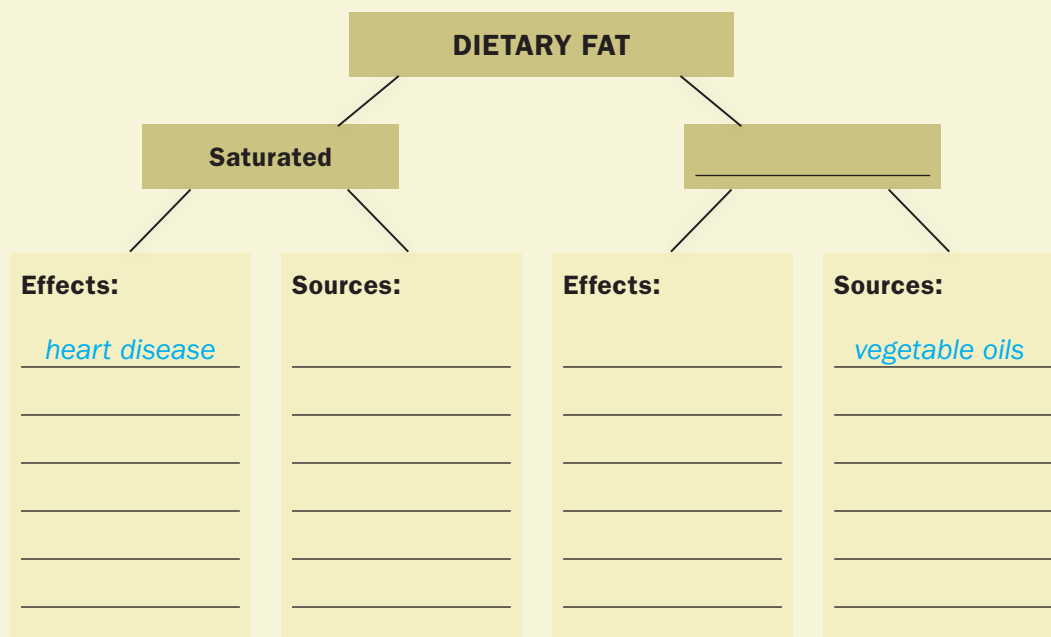 DIETARY FAT
Saturated
Effects:
heart disease
Sources:
Effects:
Sources:
vegetable oils